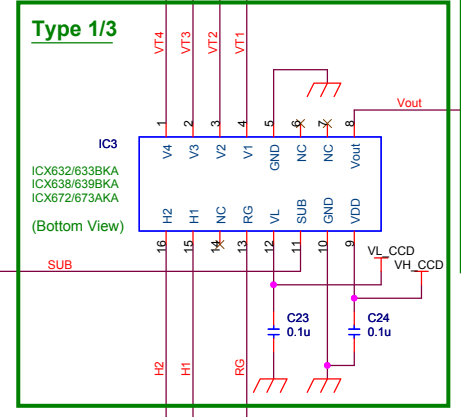 Type 1/3
VT4
VT3
VT2
VT1
Vout
1
2
3
4
5
6
7
8
IC3
V4
V3
V2
V1
GND
NC
NC
Vout
ICX632/633BKA
ICX638/639BKA
ICX672/673AKA
(Bottom View)
H2
H1
NC
RG
VL
SUB
GND
VDD
16
15
14
13
12
11
10
9
VL_CCD
SUB
VH_CCD
C23
0.1u
C24
0.1u
H2
H1
RG